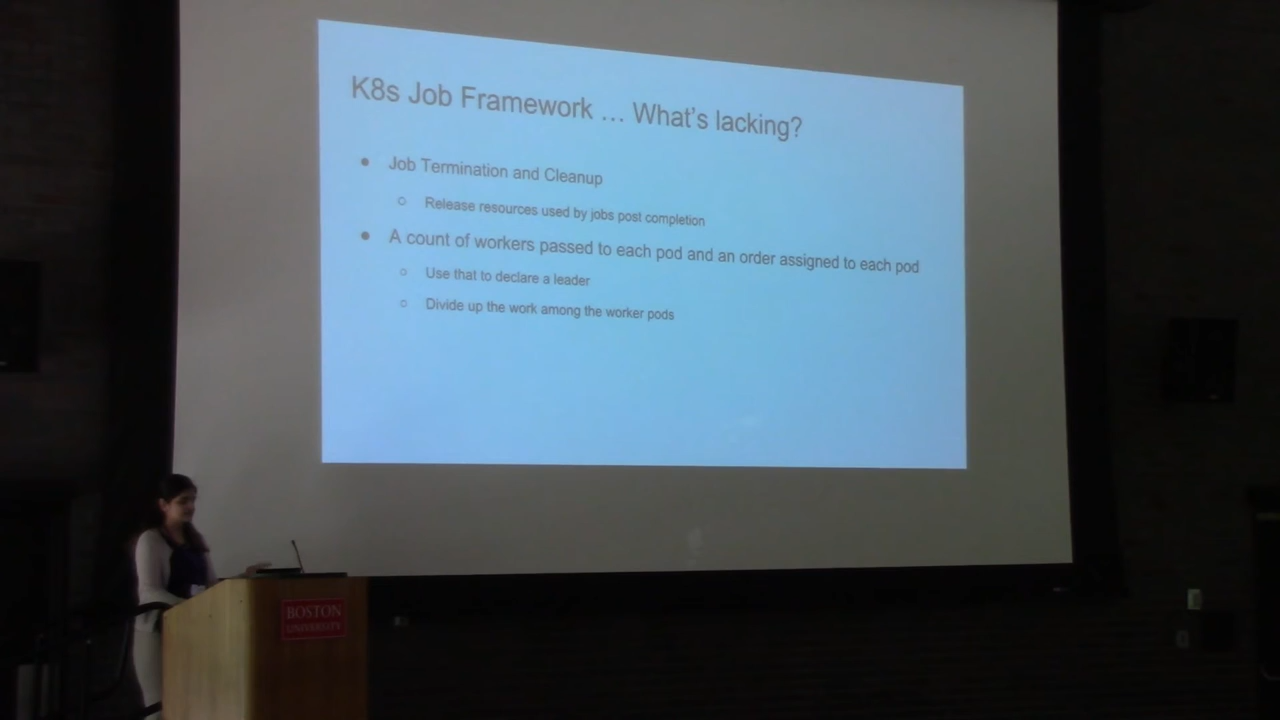 K8s Job Framework … What's lacking?
● Job Termination and Cleanup
○ Release resources used by jobs post completion
● A count of workers passed to each pod and an order assigned to each pod
○ Use that to declare a leader
○ Divide up the work among the worker pods
BOSTON
UNIVERSITY